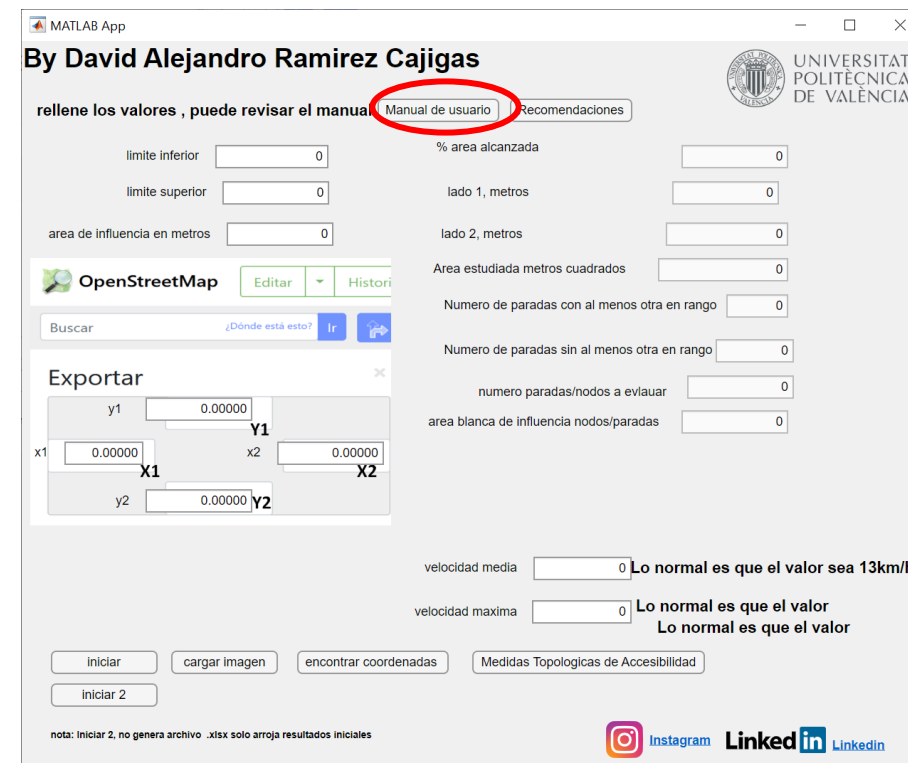 MATLAB App
By David Alejandro Ramirez Cajigas
UNIVERSITAT
POLITÈCNICA
DE VALÈNCIA
rellene los valores , puede revisar el manual
Manual de usuario
Recomendaciones
limite inferior 0
% area alcanzada 0
limite superior 0
lado 1, metros 0
area de influencia en metros 0
lado 2, metros 0
OpenStreetMap Editar Histori
Area estudiada metros cuadrados 0
Numero de paradas con al menos otra en rango 0
Buscar ¿Dónde está esto? Ir
Numero de paradas sin al menos otra en rango 0
Exportar
numero paradas/nodos a evlauar 0
y1 0.00000
Y1
area blanca de influencia nodos/paradas 0
x1 0.00000 x2 0.00000
X1 X2
y2 0.00000 Y2
velocidad media 0 Lo normal es que el valor sea 13km/
velocidad maxima 0 Lo normal es que el valor
Lo normal es que el valor
iniciar cargar imagen encontrar coordenadas Medidas Topologicas de Accesibilidad
iniciar 2
nota: Iniciar 2, no genera archivo .xlsx solo arroja resultados iniciales
Instagram Linked in Linkedin